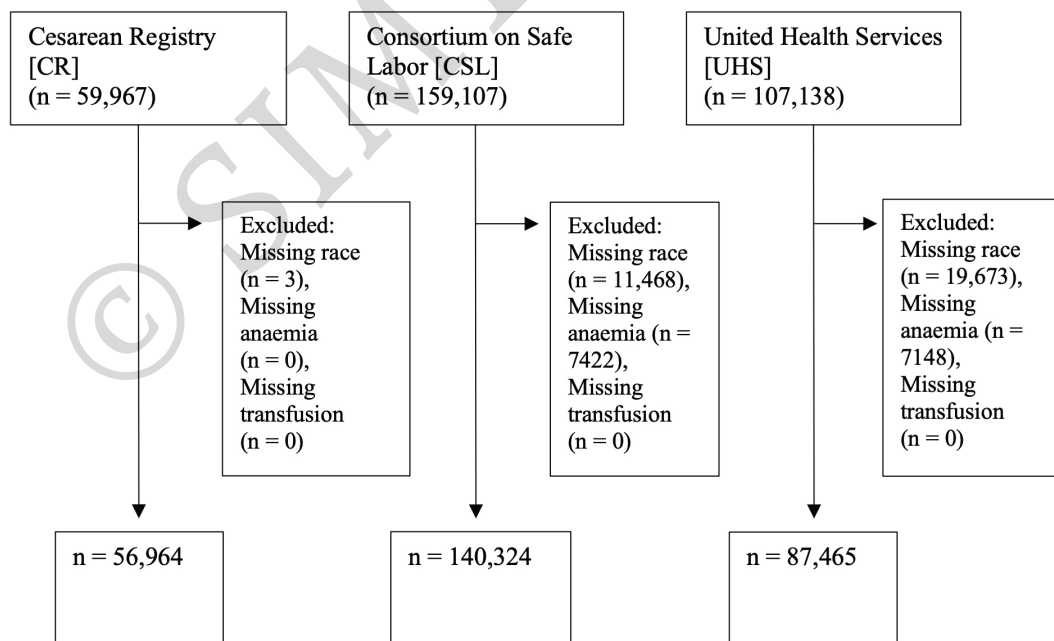 Cesarean Registry
[CR]
(n = 59,967)
Consortium on Safe
Labor [CSL]
(n = 159,107)
United Health Services
[UHS]
(n = 107,138)
Excluded:
Missing race
(n = 3),
Missing
anaemia
(n = 0),
Missing
transfusion
(n = 0)
Excluded:
Missing race
(n = 11,468),
Missing
anaemia (n =
7422),
Missing
transfusion
(n = 0)
Excluded:
Missing race
(n = 19,673),
Missing
anaemia (n =
7148),
Missing
transfusion
(n = 0)
n = 56,964
n = 140,324
n = 87,465
© SIM